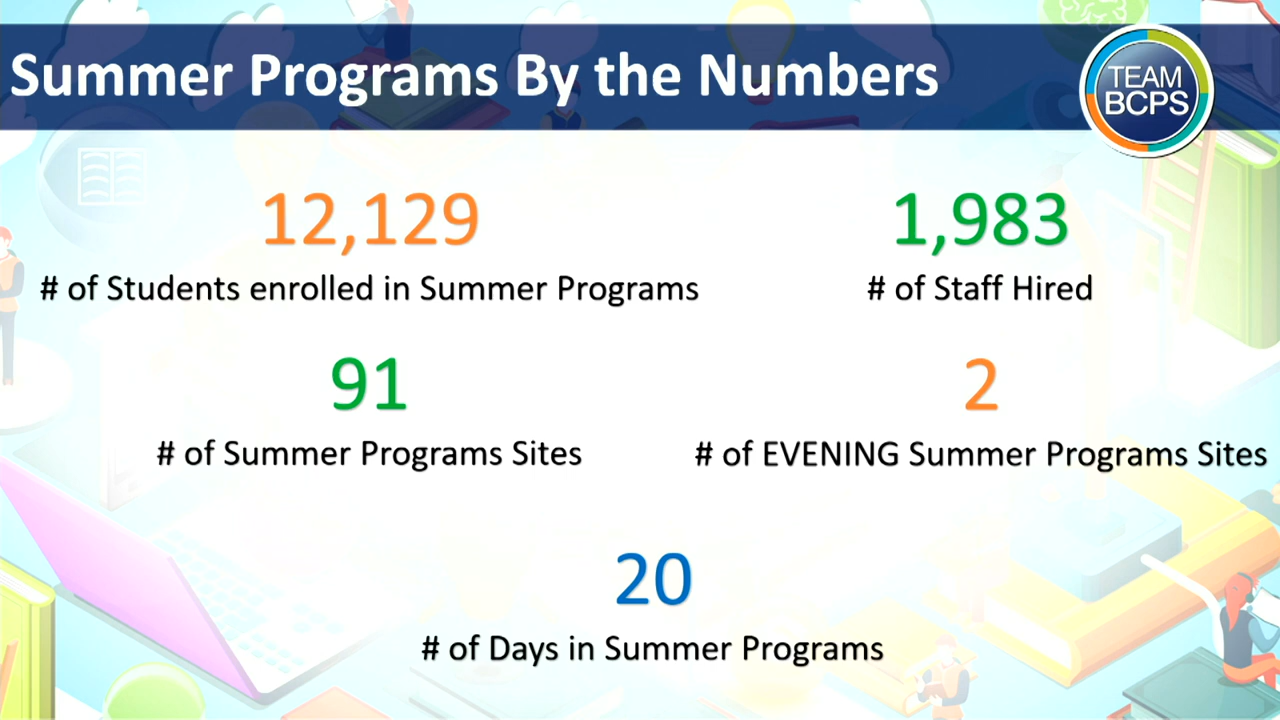 Summer Programs By the Numbers
TEAM
BCPS
12,129
# of Students enrolled in Summer Programs
1,983
# of Staff Hired
91
# of Summer Programs Sites
2
# of EVENING Summer Programs Sites
20
# of Days in Summer Programs